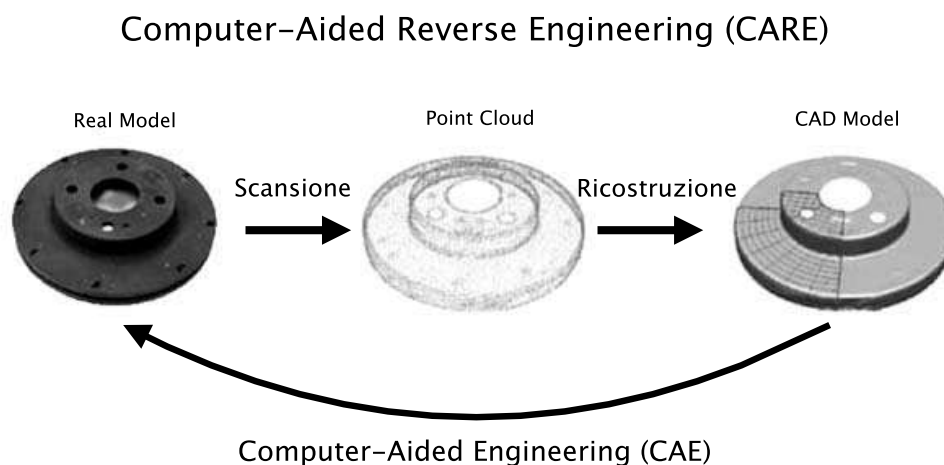 Computer-Aided Reverse Engineering (CARE)
Real Model
Point Cloud
CAD Model
Scansione
Ricostruzione
Computer-Aided Engineering (CAE)